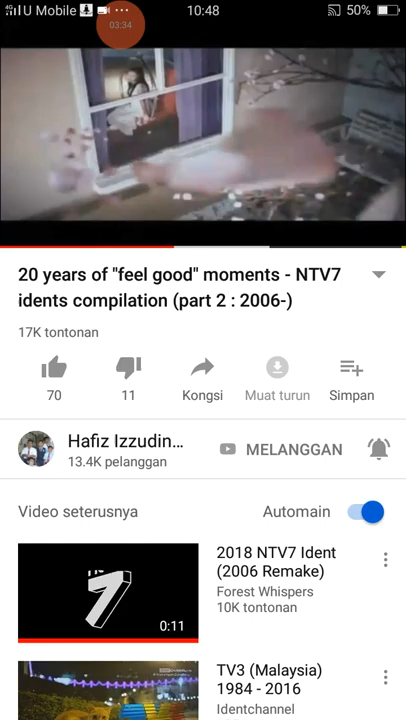 4G U Mobile
10:48
50%
03:34
20 years of "feel good" moments - NTV7
idents compilation (part 2 : 2006-)
17K tontonan
70
11
Kongsi
Muat turun
Simpan
Hafiz Izzudin...
13.4K pelanggan
MELANGGAN
Video seterusnya
Automain
7
0:11
2018 NTV7 Ident
(2006 Remake)
Forest Whispers
10K tontonan
TV3 (Malaysia)
1984 - 2016
Identchannel